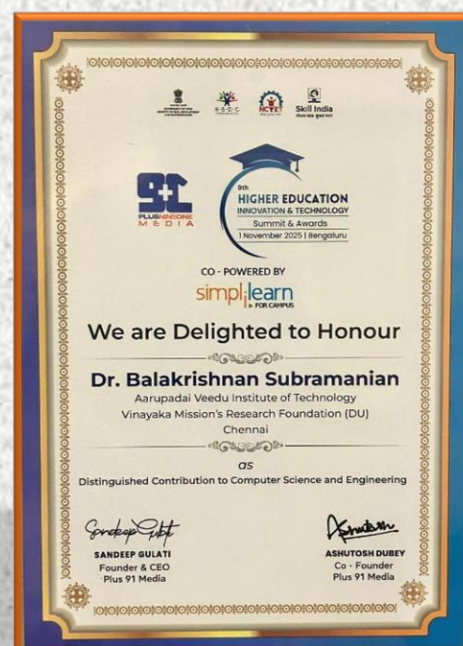 N·S·D·C
NCVET
Skill India
PLUSNINEONE
MEDIA
9th
HIGHER EDUCATION
INNOVATION & TECHNOLOGY
Summit & Awards
1 November 2025 | Bengaluru
CO - POWERED BY
simplilearn
FOR CAMPUS
We are Delighted to Honour
Dr. Balakrishnan Subramanian
Aarupadai Veedu Institute of Technology
Vinayaka Mission's Research Foundation (DU)
Chennai
as
Distinguished Contribution to Computer Science and Engineering
SANDEEP GULATI
Founder & CEO
Plus 91 Media
ASHUTOSH DUBEY
Co - Founder
Plus 91 Media